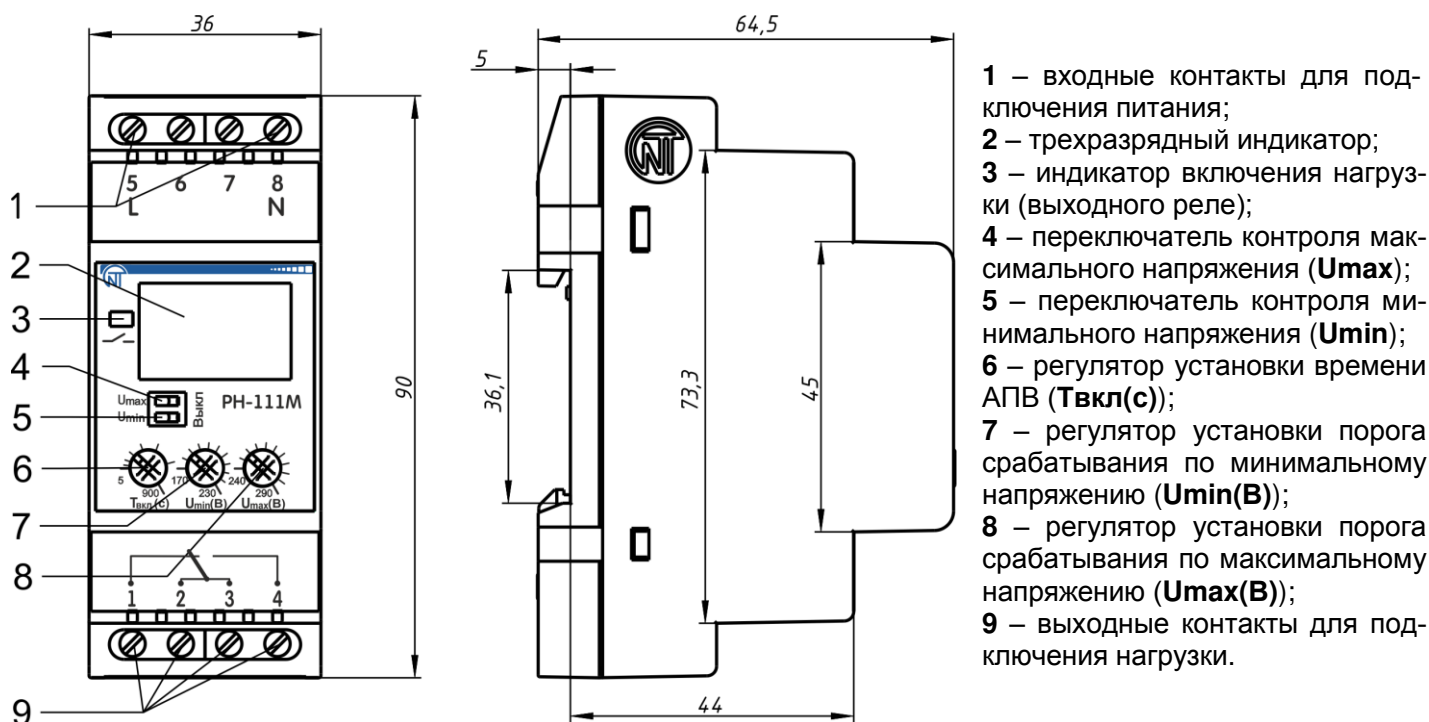 36
64,5
5
1 – входные контакты для под-
ключения питания;
2 – трехразрядный индикатор;
3 – индикатор включения нагруз-
ки (выходного реле);
4 – переключатель контроля мак-
симального напряжения (Umax);
5 – переключатель контроля ми-
нимального напряжения (Umin);
6 – регулятор установки времени
АПВ (Твкл(с));
7 – регулятор установки порога
срабатывания по минимальному
напряжению (Umin(В));
8 – регулятор установки порога
срабатывания по максимальному
напряжению (Umax(В));
9 – выходные контакты для под-
ключения нагрузки.
5 6 7 8
L N
1
2
3
4
5
6
7
8
9
Umax
Umin
Выкл
РН-111М
5 170 240
900 230 290
Твкл(с) Umin(В) Umax(В)
1 2 3 4
90
36,1
73,3
45
44
NT
NT